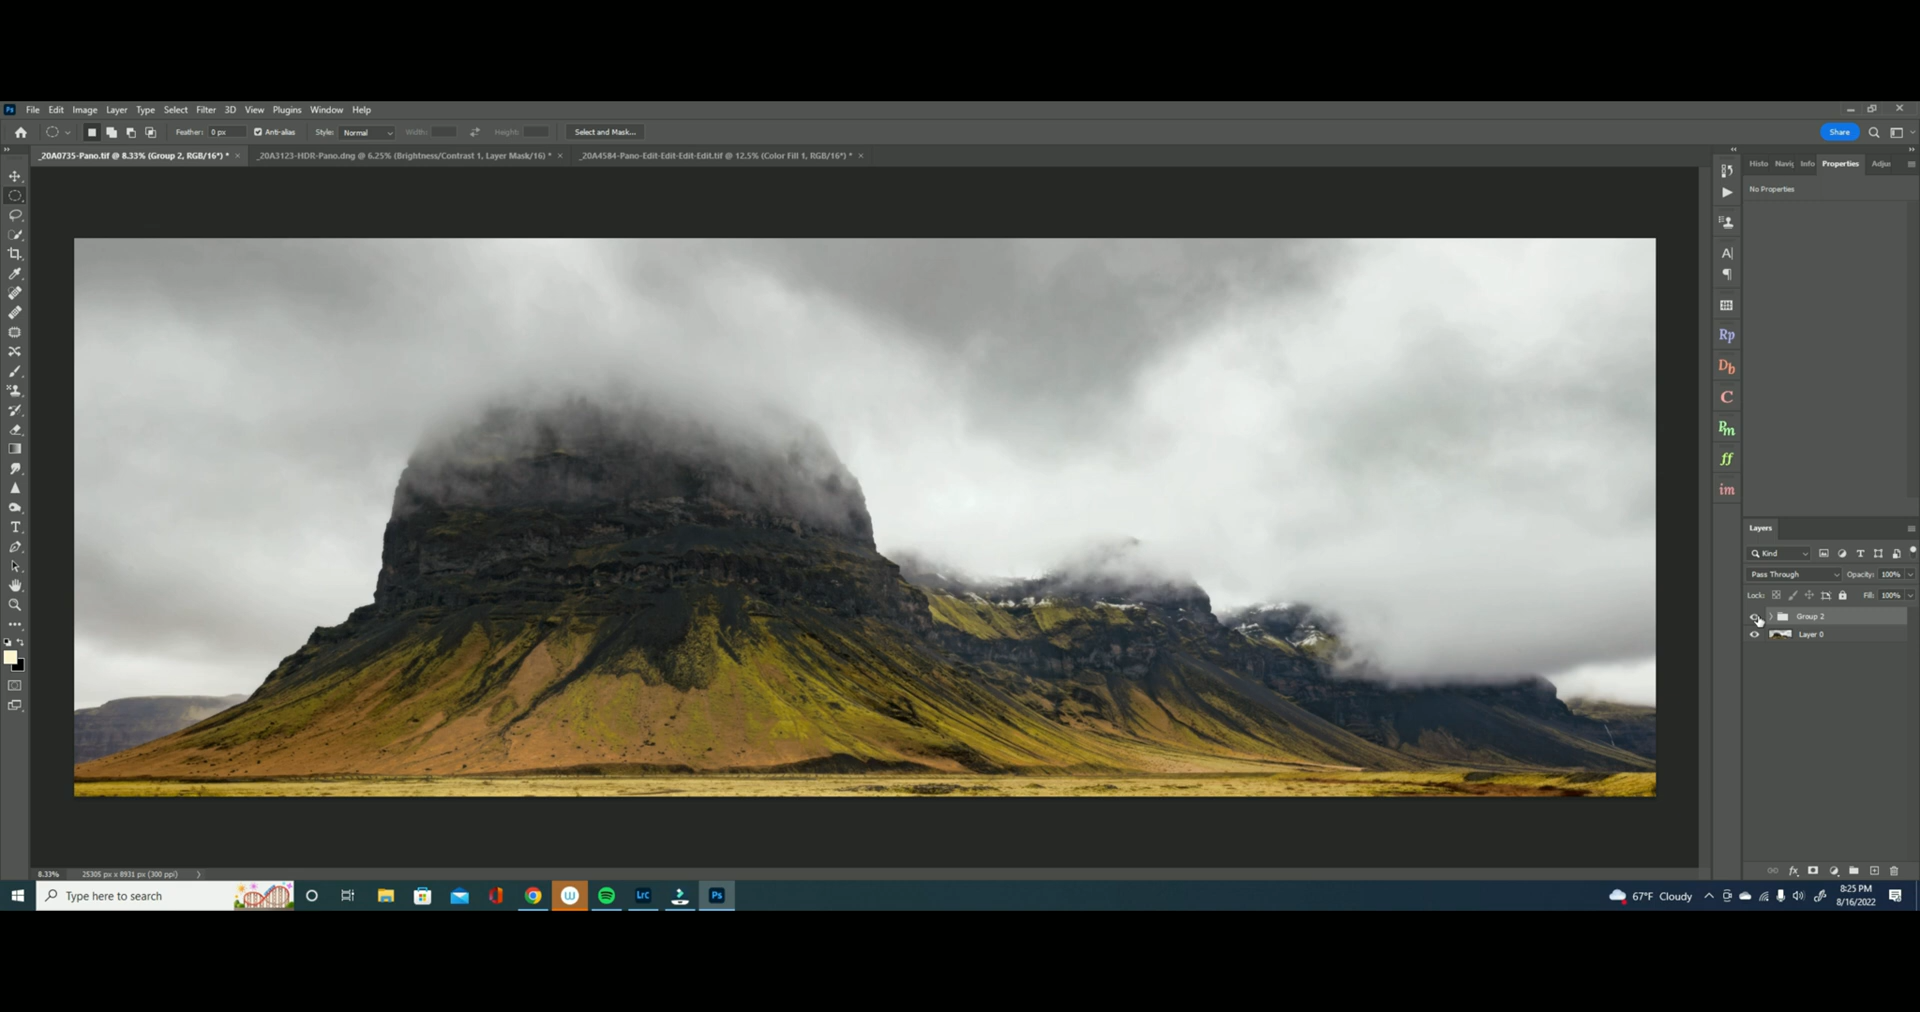 Ps File Edit Image Layer Type Select Filter 3D View Plugins Window Help
Feather: 0 px Anti-alias Style: Normal Width: Height: Select and Mask... Share
_20A0735-Pano.tif @ 8.33% (Group 2, RGB/16*) * × _20A3123-HDR-Pano.dng @ 6.25% (Brightness/Contrast 1, Layer Mask/16) * × _20A4584-Pano-Edit-Edit-Edit-Edit.tif @ 12.5% (Color Fill 1, RGB/16*) * ×
Histo Navig Info Properties Adjus
No Properties
A|
¶
Rp
Db
C
Pm
ff
im
Layers
Kind
Pass Through Opacity: 100%
Lock: Fill: 100%
Group 2
Layer 0
T
fx
8.33% 25305 px x 8931 px (300 ppi)
Type here to search
W
Lrc
Ps
67°F Cloudy
8:25 PM
8/16/2022